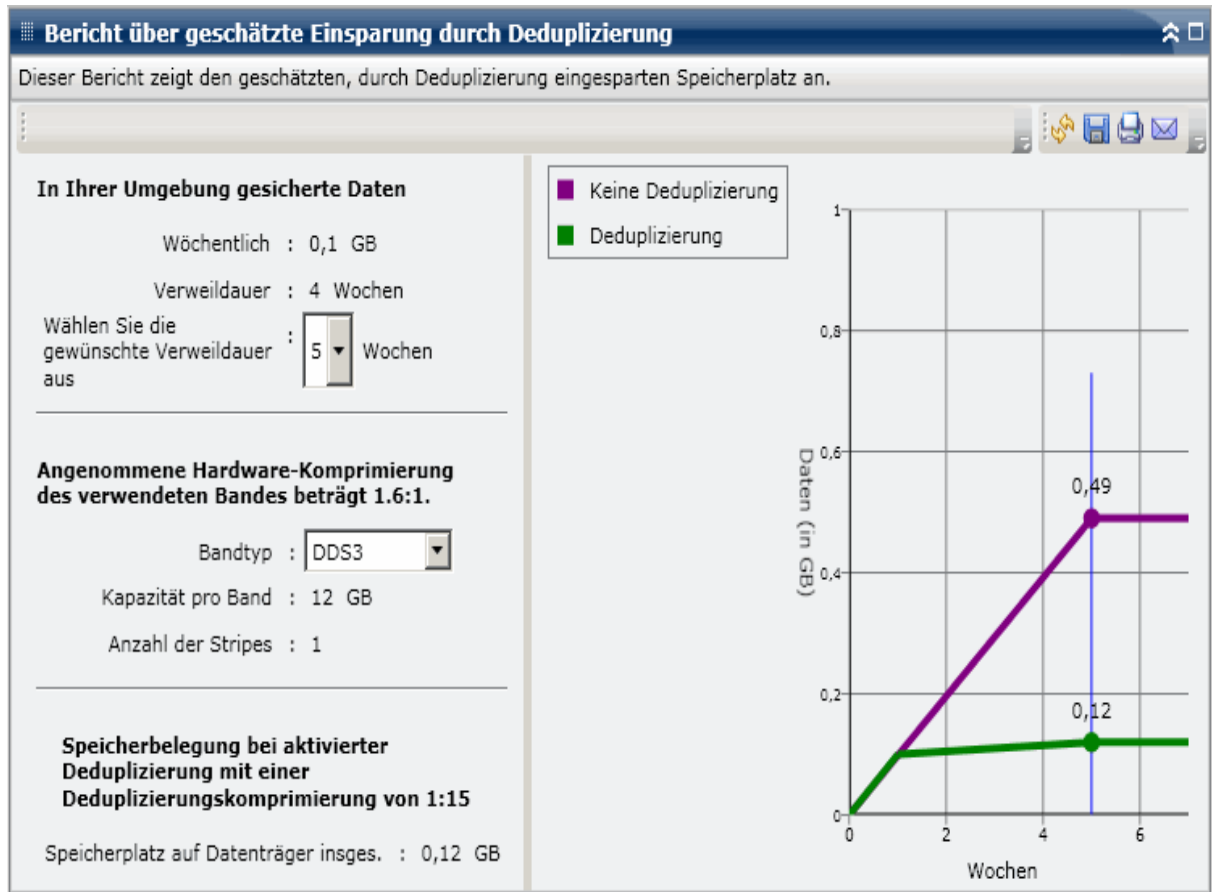 Bericht über geschätzte Einsparung durch Deduplizierung
Dieser Bericht zeigt den geschätzten, durch Deduplizierung eingesparten Speicherplatz an.
In Ihrer Umgebung gesicherte Daten
Wöchentlich : 0,1 GB
Verweildauer : 4 Wochen
Wählen Sie die
gewünschte Verweildauer : 5 Wochen
aus
Angenommene Hardware-Komprimierung
des verwendeten Bandes beträgt 1.6:1.
Bandtyp : DDS3
Kapazität pro Band : 12 GB
Anzahl der Stripes : 1
Speicherbelegung bei aktivierter
Deduplizierung mit einer
Deduplizierungskomprimierung von 1:15
Speicherplatz auf Datenträger insges. : 0,12 GB
Keine Deduplizierung
Deduplizierung
Daten (in GB)
1
0,8
0,6
0,4
0,2
0
0,49
0,12
0 2 4 6
Wochen